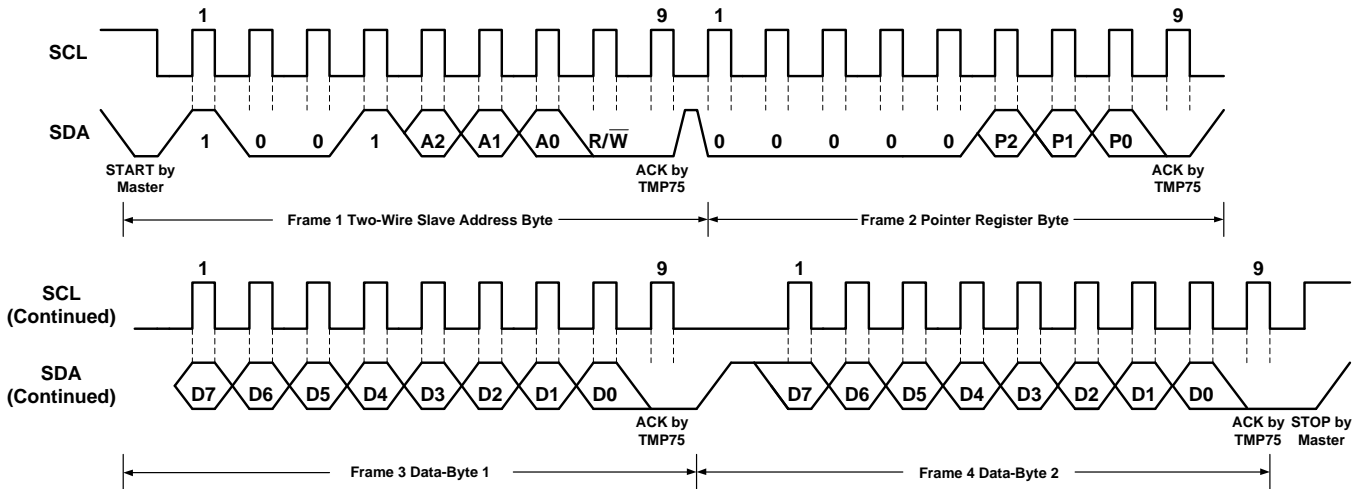 1 9 1 9
SCL
SDA
1 0 0 1 A2 A1 A0 R/W̅ 0 0 0 0 0 P2 P1 P0
START by Master
ACK by TMP75
ACK by TMP75
Frame 1 Two-Wire Slave Address Byte
Frame 2 Pointer Register Byte
1 9 1 9
SCL
(Continued)
SDA
(Continued)
D7 D6 D5 D4 D3 D2 D1 D0 D7 D6 D5 D4 D3 D2 D1 D0
ACK by TMP75
ACK by TMP75
STOP by Master
Frame 3 Data-Byte 1
Frame 4 Data-Byte 2